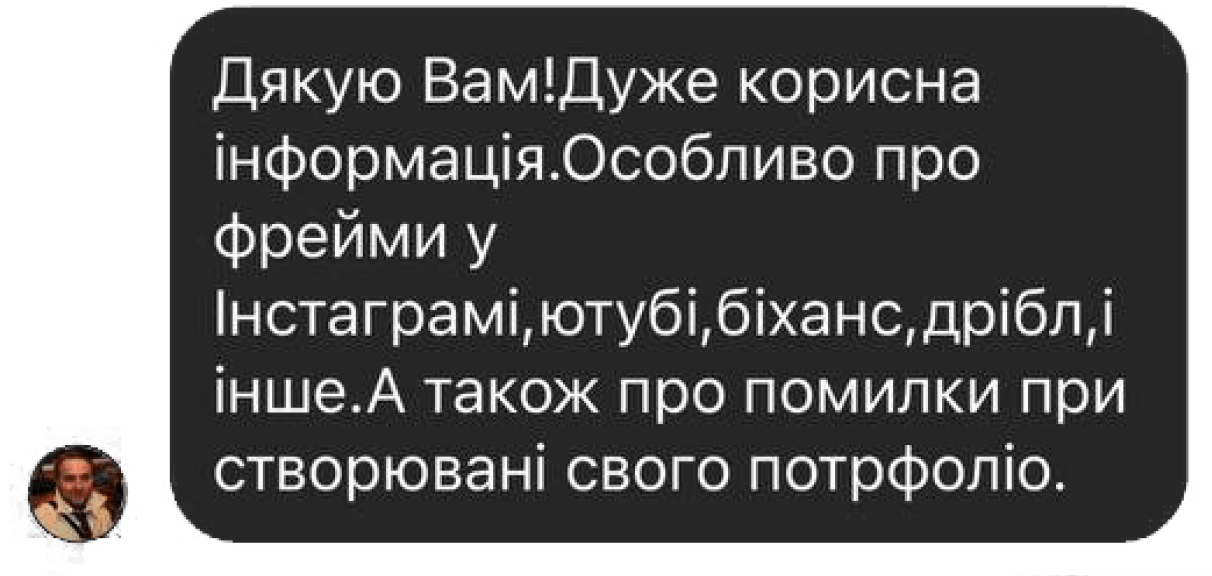 Дякую Вам!Дуже корисна
інформація.Особливо про
фрейми у
Інстаграмі,ютубі,біханс,дрібл,і
інше.А також про помилки при
створювані свого потрфоліо.